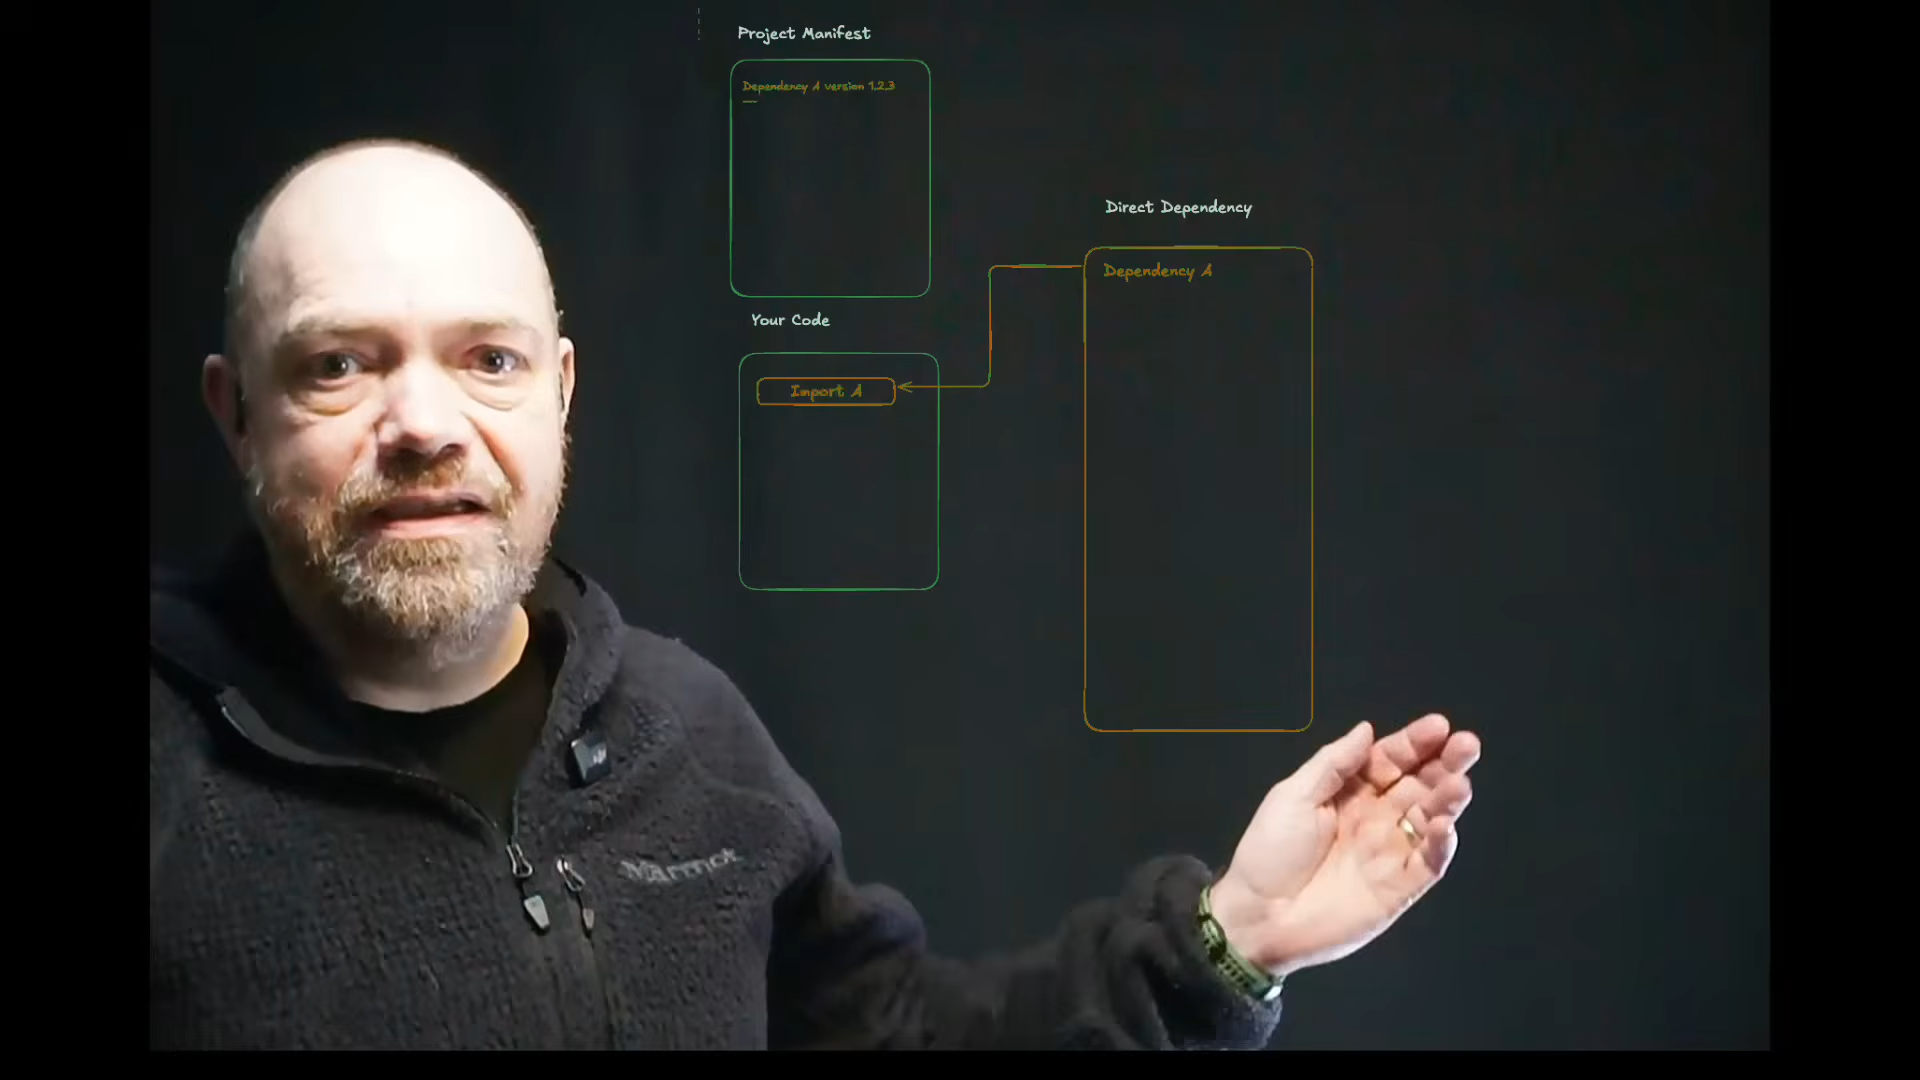 Project Manifest
Dependency A version 1.2.3
Direct Dependency
Dependency A
Your Code
Import A
Marmot